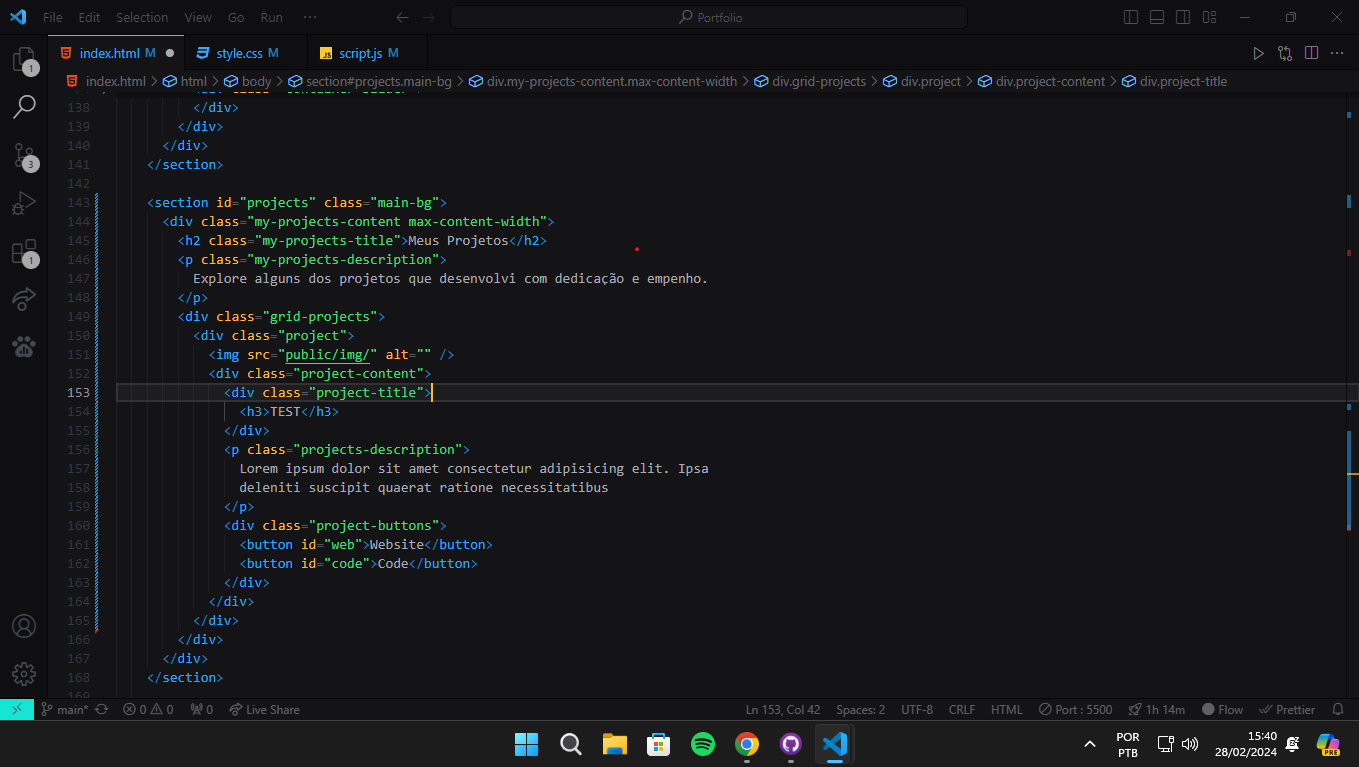 File Edit Selection View Go Run ··· Portfolio
index.html M style.css M JS script.js M
index.html > html > body > section#projects.main-bg > div.my-projects-content.max-content-width > div.grid-projects > div.project > div.project-content > div.project-title
138 </div>
139 </div>
140 </div>
141 </section>
142
143 <section id="projects" class="main-bg">
144 <div class="my-projects-content max-content-width">
145 <h2 class="my-projects-title">Meus Projetos</h2>
146 <p class="my-projects-description">
147 Explore alguns dos projetos que desenvolvi com dedicação e empenho.
148 </p>
149 <div class="grid-projects">
150 <div class="project">
151 <img src="public/img/" alt="" />
152 <div class="project-content">
153 <div class="project-title">
154 <h3>TEST</h3>
155 </div>
156 <p class="projects-description">
157 Lorem ipsum dolor sit amet consectetur adipisicing elit. Ipsa
158 deleniti suscipit quaerat ratione necessitatibus
159 </p>
160 <div class="project-buttons">
161 <button id="web">Website</button>
162 <button id="code">Code</button>
163 </div>
164 </div>
165 </div>
166 </div>
167 </div>
168 </section>
169
1
3
1
main* 0 0 0 Live Share Ln 153, Col 42 Spaces: 2 UTF-8 CRLF HTML Port : 5500 1h 14m Flow Prettier
POR 15:40
PTB 28/02/2024 PRE